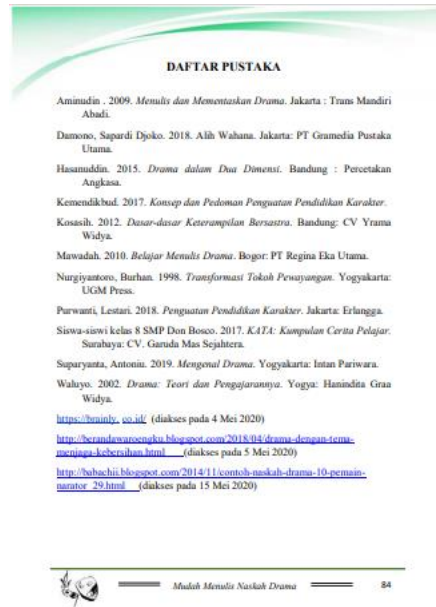 DAFTAR PUSTAKA
Aminudin . 2009. Menulis dan Mementaskan Drama. Jakarta : Trans Mandiri
Abadi.
Damono, Sapardi Djoko. 2018. Alih Wahana. Jakarta: PT Gramedia Pustaka
Utama.
Hasanuddin. 2015. Drama dalam Dua Dimensi. Bandung : Percetakan
Angkasa.
Kemendikbud. 2017. Konsep dan Pedoman Penguatan Pendidikan Karakter.
Kosasih. 2012. Dasar-dasar Keterampilan Bersastra. Bandung: CV Yrama
Widya.
Mawadah. 2010. Belajar Menulis Drama. Bogor: PT Regina Eka Utama.
Nurgiyantoro, Burhan. 1998. Transformasi Tokoh Pewayangan. Yogyakarta:
UGM Press.
Purwanti, Lestari. 2018. Penguatan Pendidikan Karakter. Jakarta: Erlangga.
Siswa-siswi kelas 8 SMP Don Bosco. 2017. KATA: Kumpulan Cerita Pelajar.
Surabaya: CV. Garuda Mas Sejahtera.
Suparyanta, Antoniu. 2019. Mengenal Drama. Yogyakarta: Intan Pariwara.
Waluyo. 2002. Drama: Teori dan Pengajarannya. Yogya: Hanindita Graa
Widya.
https://brainly. co.id/ (diakses pada 4 Mei 2020)
http://berandawaroengku.blogspot.com/2018/04/drama-dengan-tema-
menjaga-kebersihan.html (diakses pada 5 Mei 2020)
http://babachii.blogspot.com/2014/11/contoh-naskah-drama-10-pemain-
narator_29.html (diakses pada 15 Mei 2020)
Mudah Menulis Naskah Drama 84